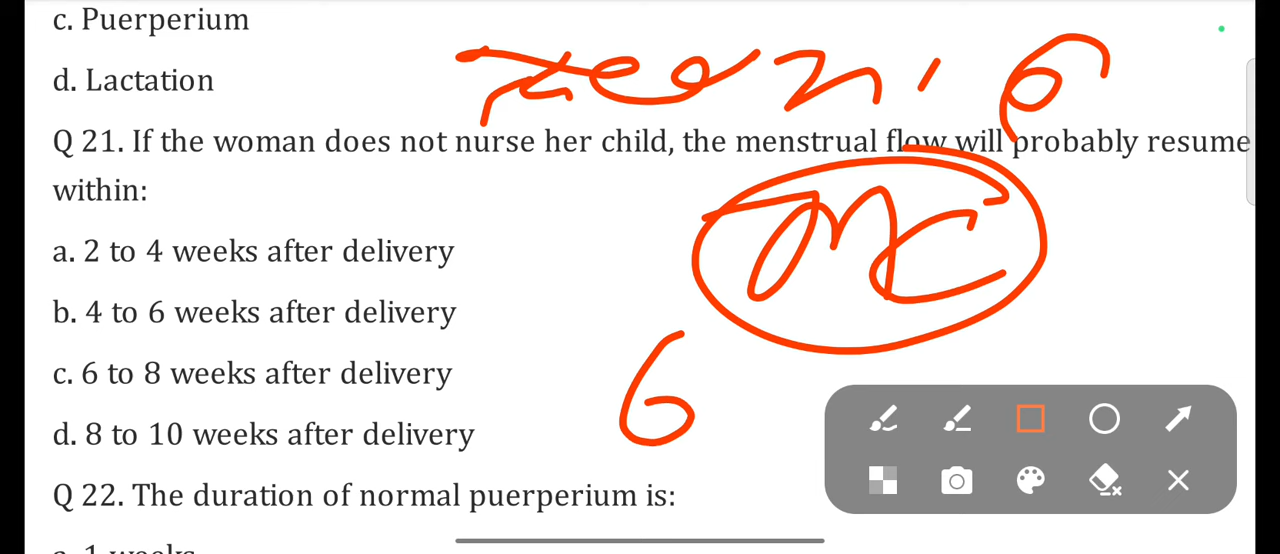 c. Puerperium
d. Lactation
Q 21. If the woman does not nurse her child, the menstrual flow will probably resume
within:
a. 2 to 4 weeks after delivery
b. 4 to 6 weeks after delivery
c. 6 to 8 weeks after delivery
6
d. 8 to 10 weeks after delivery
Q 22. The duration of normal puerperium is:
a. 1 weeks